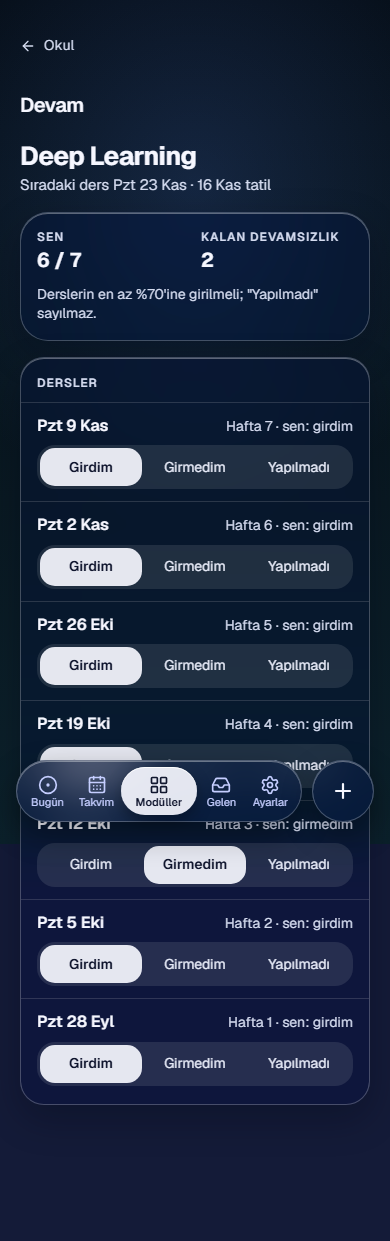 Okul
Devam
Deep Learning
Sıradaki ders Pzt 23 Kas · 16 Kas tatil
SEN
KALAN DEVAMSIZLIK
6 / 7
2
Derslerin en az %70'ine girilmeli; "Yapılmadı"
sayılmaz.
DERSLER
Pzt 9 Kas
Hafta 7 · sen: girdim
Girdim
Girmedim
Yapılmadı
Pzt 2 Kas
Hafta 6 · sen: girdim
Girdim
Girmedim
Yapılmadı
Pzt 26 Eki
Hafta 5 · sen: girdim
Girdim
Girmedim
Yapılmadı
Pzt 19 Eki
Hafta 4 · sen: girdim
Bugün
Takvim
Modüller
Gelen
Ayarlar
Pzt 12 Eki
Hafta 3 · sen: girmedim
Girdim
Girmedim
Yapılmadı
Pzt 5 Eki
Hafta 2 · sen: girdim
Girdim
Girmedim
Yapılmadı
Pzt 28 Eyl
Hafta 1 · sen: girdim
Girdim
Girmedim
Yapılmadı